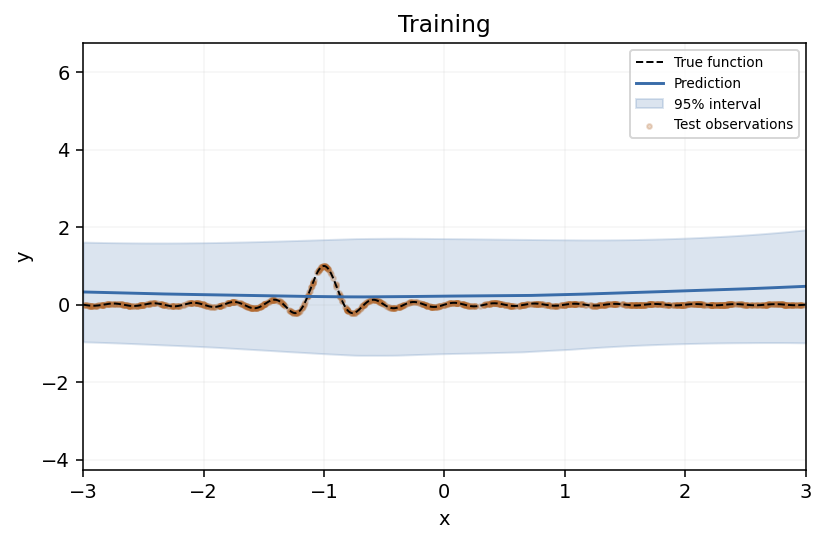 Training
True function
Prediction
95% interval
Test observations
y
6
4
2
0
−2
−4
−3 −2 −1 0 1 2 3
x